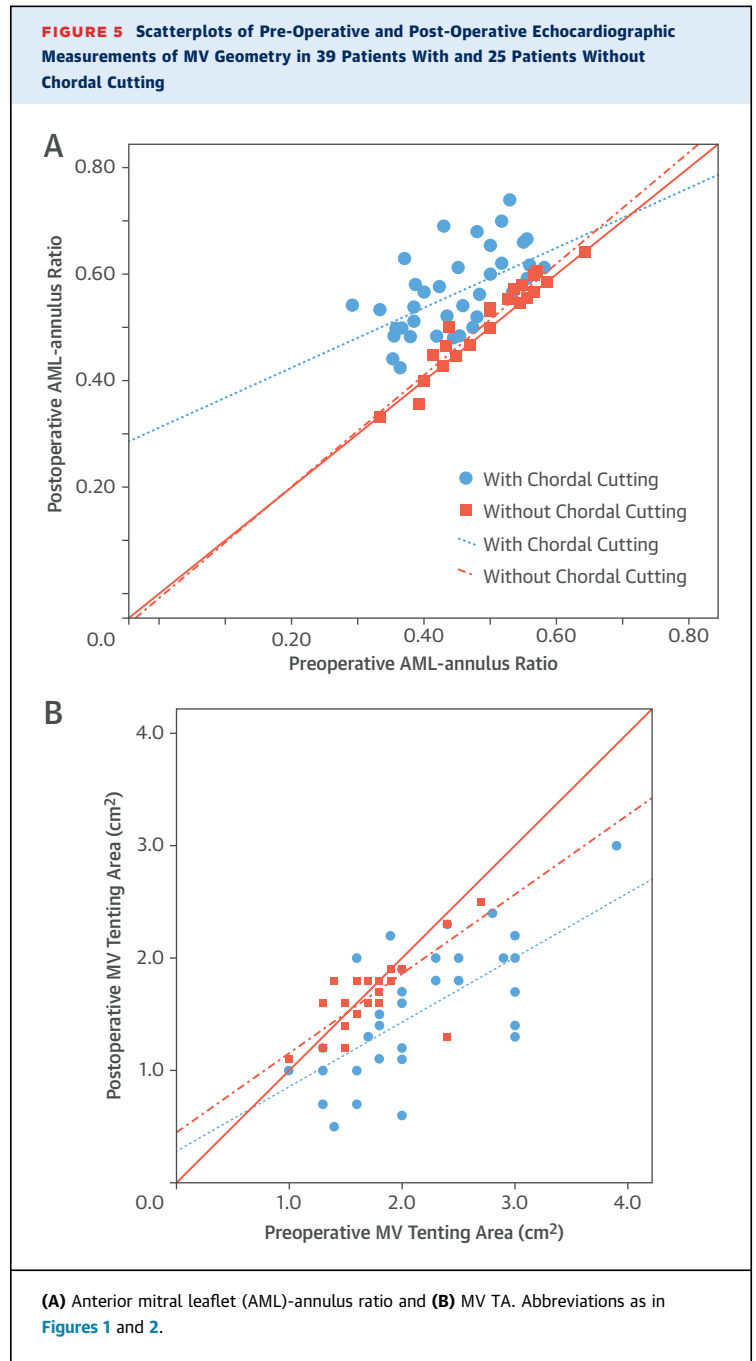 FIGURE 5 Scatterplots of Pre-Operative and Post-Operative Echocardiographic
Measurements of MV Geometry in 39 Patients With and 25 Patients Without
Chordal Cutting
A
0.80
0.60
0.40
0.20
Postoperative AML-annulus Ratio
With Chordal Cutting
Without Chordal Cutting
With Chordal Cutting
Without Chordal Cutting
0.0 0.20 0.40 0.60 0.80
Preoperative AML-annulus Ratio
B
4.0
3.0
2.0
1.0
Postoperative MV Tenting Area (cm²)
0.0 1.0 2.0 3.0 4.0
Preoperative MV Tenting Area (cm²)
(A) Anterior mitral leaflet (AML)-annulus ratio and (B) MV TA. Abbreviations as in
Figures 1 and 2.